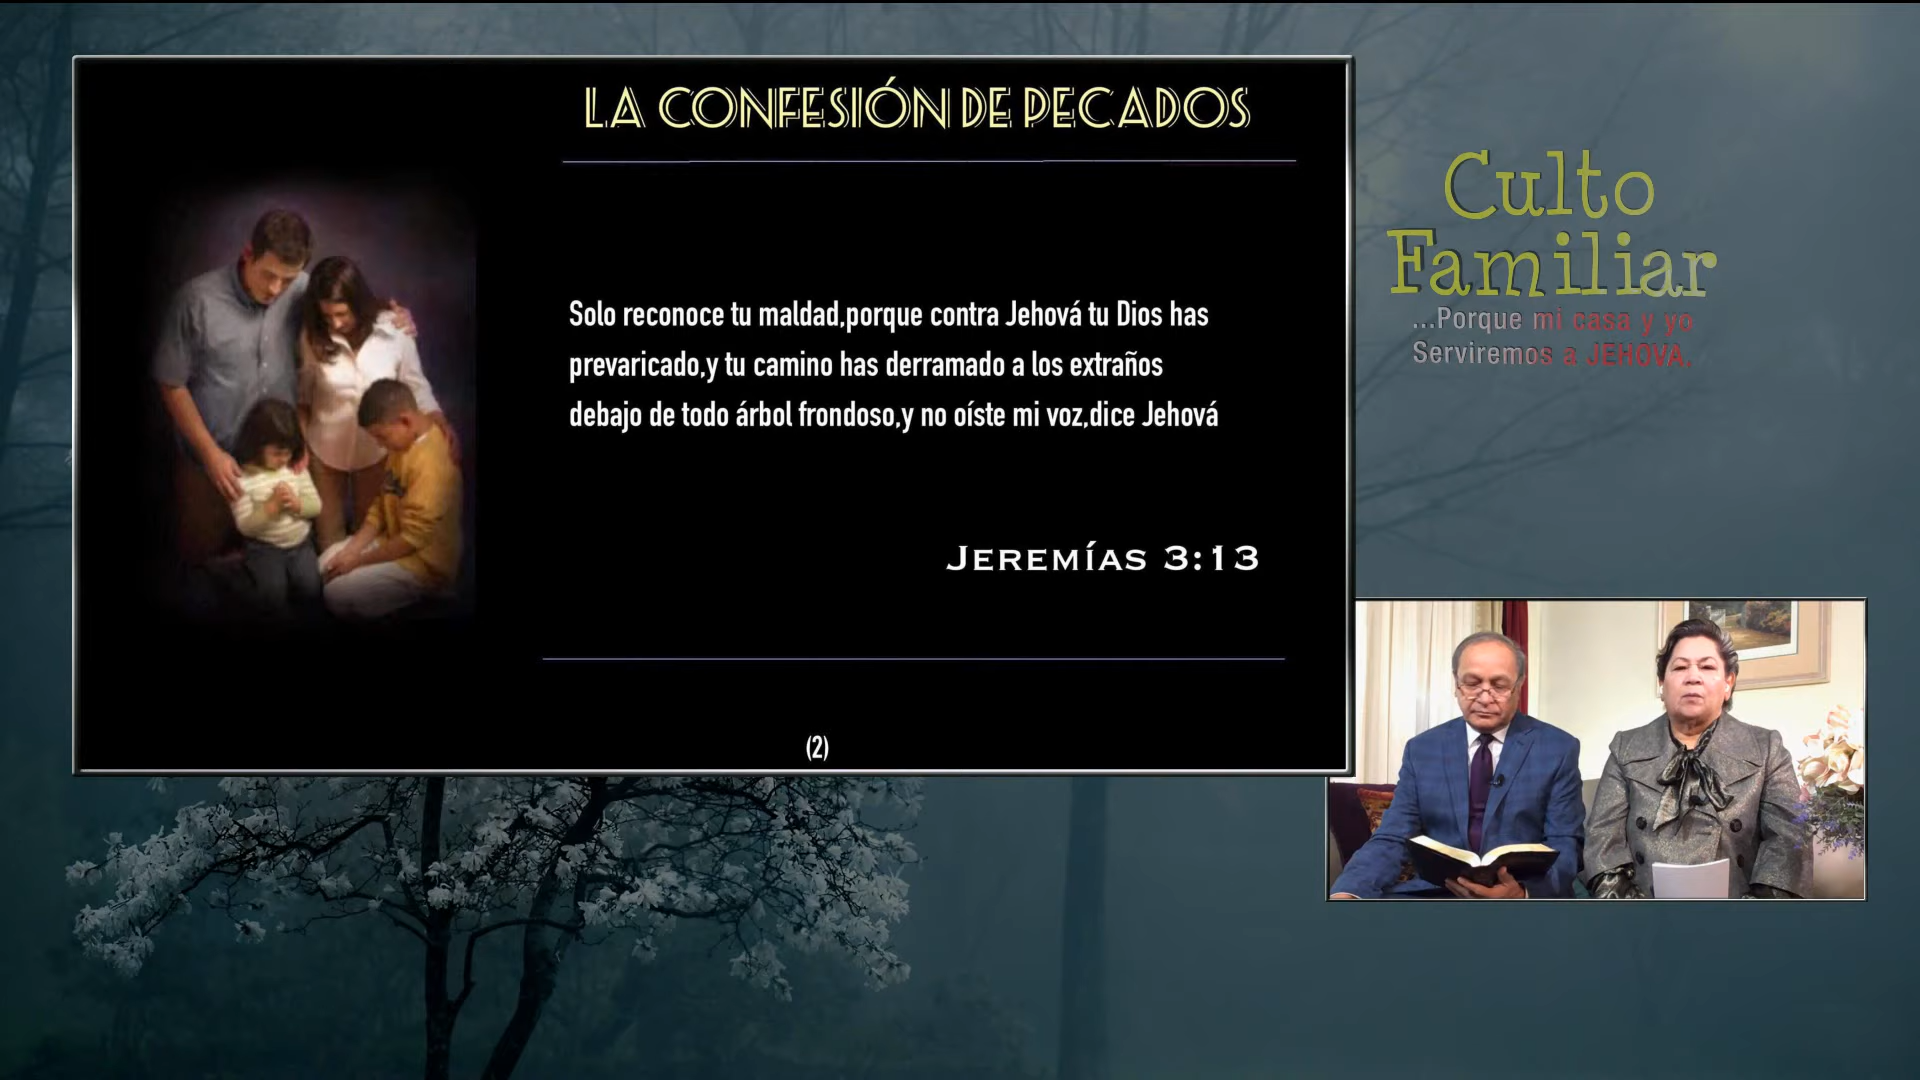 LA CONFESIÓN DE PECADOS
Solo reconoce tu maldad,porque contra Jehová tu Dios has
prevaricado,y tu camino has derramado a los extraños
debajo de todo árbol frondoso,y no oíste mi voz,dice Jehová
JEREMÍAS 3:13
(2)
Culto
Familiar
...Porque mi casa y yo
Serviremos a JEHOVA.